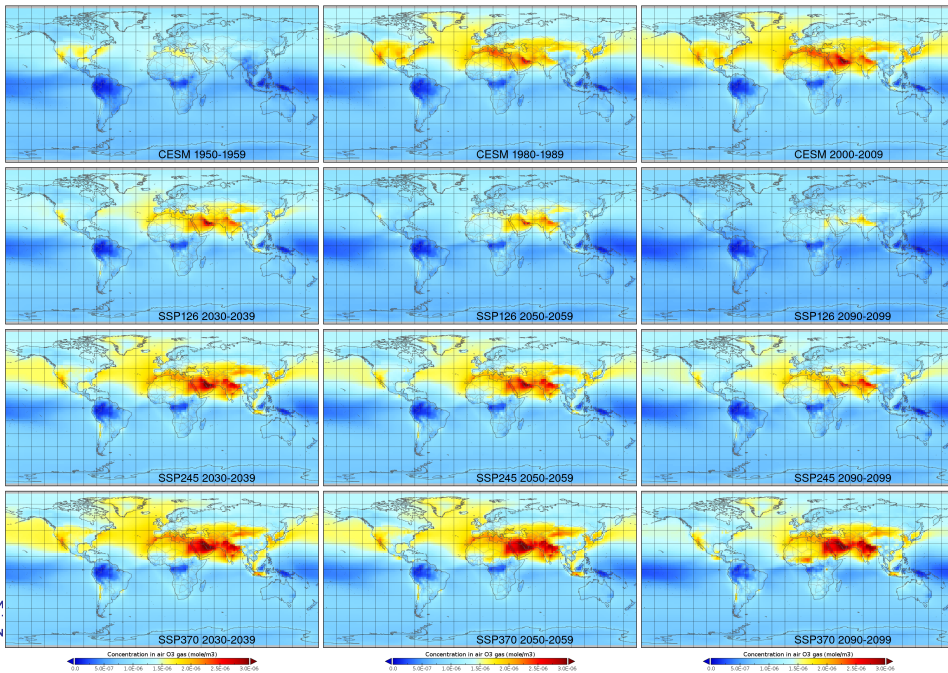 CESM 1950-1959
CESM 1980-1989
CESM 2000-2009
SSP126 2030-2039
SSP126 2050-2059
SSP126 2090-2099
SSP245 2030-2039
SSP245 2050-2059
SSP245 2090-2099
SSP370 2030-2039
SSP370 2050-2059
SSP370 2090-2099
Concentration in air O3 gas (mole/m3)
0.0 5.0E-07 1.0E-06 1.5E-06 2.0E-06 2.5E-06 3.0E-06
Concentration in air O3 gas (mole/m3)
0.0 5.0E-07 1.0E-06 1.5E-06 2.0E-06 2.5E-06 3.0E-06
Concentration in air O3 gas (mole/m3)
0.0 5.0E-07 1.0E-06 1.5E-06 2.0E-06 2.5E-06 3.0E-06